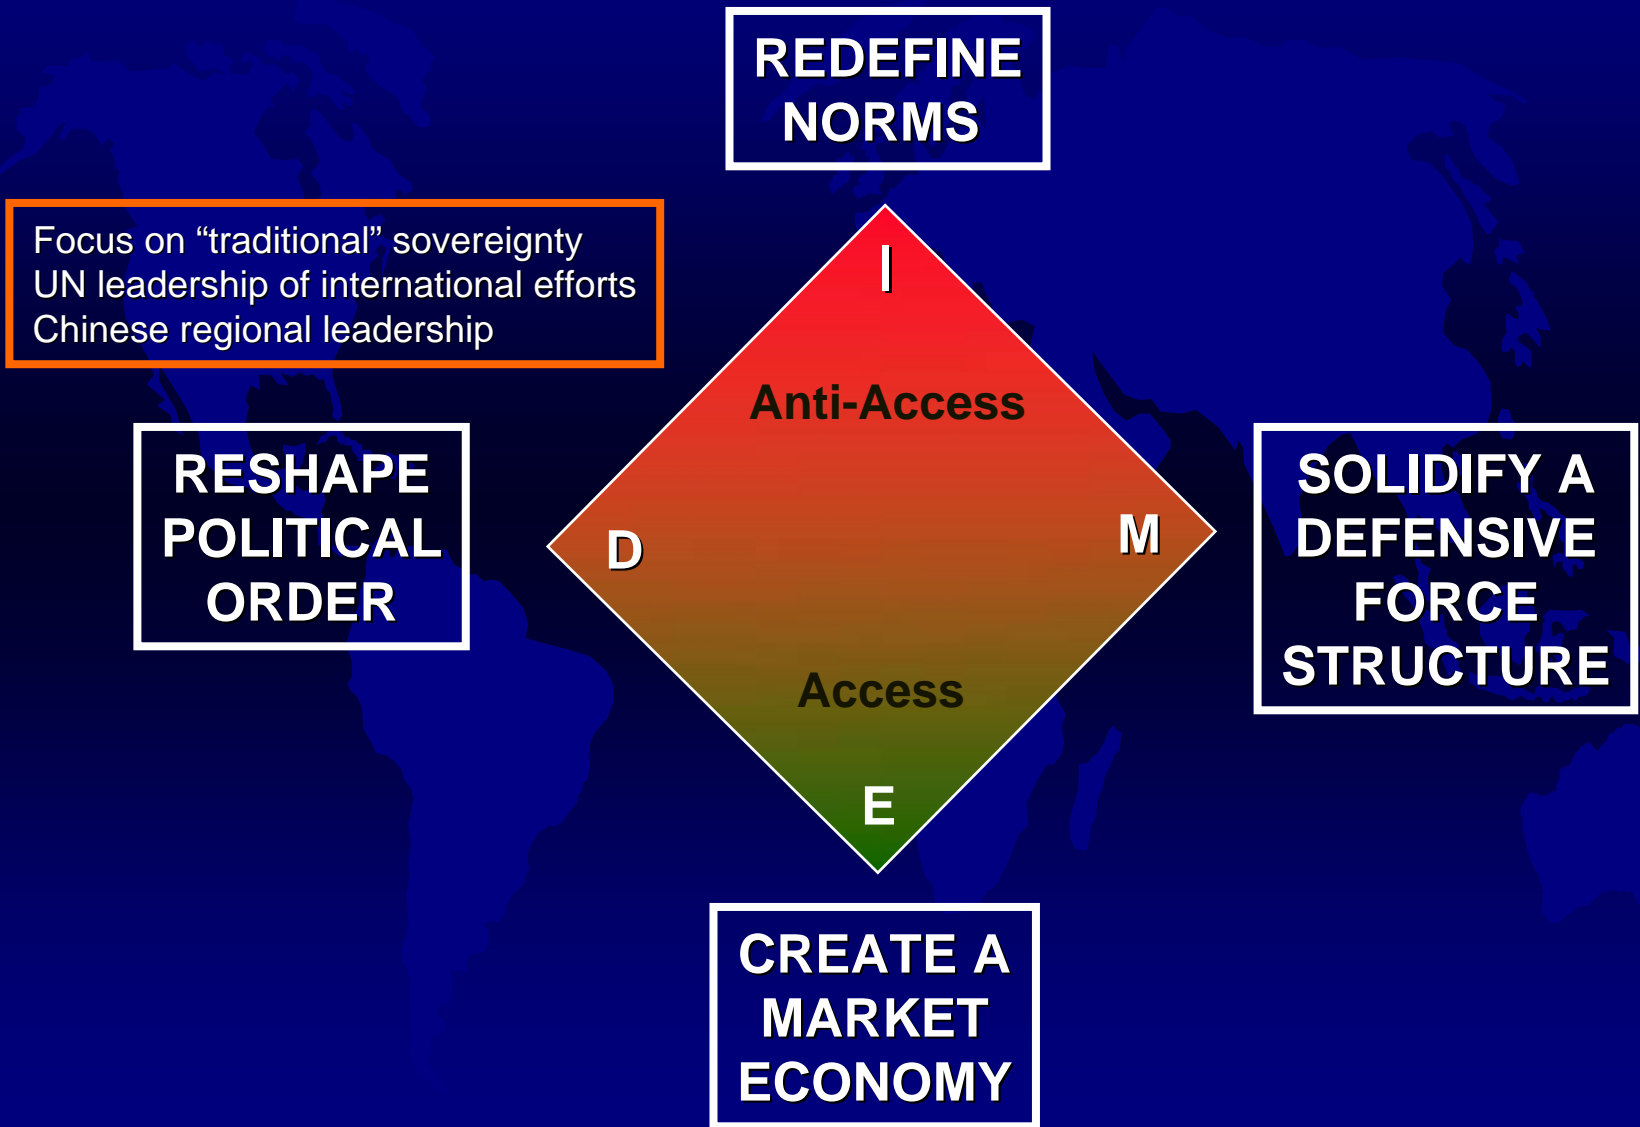 REDEFINE
NORMS
Focus on “traditional” sovereignty
UN leadership of international efforts
Chinese regional leadership
I
Anti-Access
RESHAPE
POLITICAL
ORDER
D
M
SOLIDIFY A
DEFENSIVE
FORCE
STRUCTURE
Access
E
CREATE A
MARKET
ECONOMY